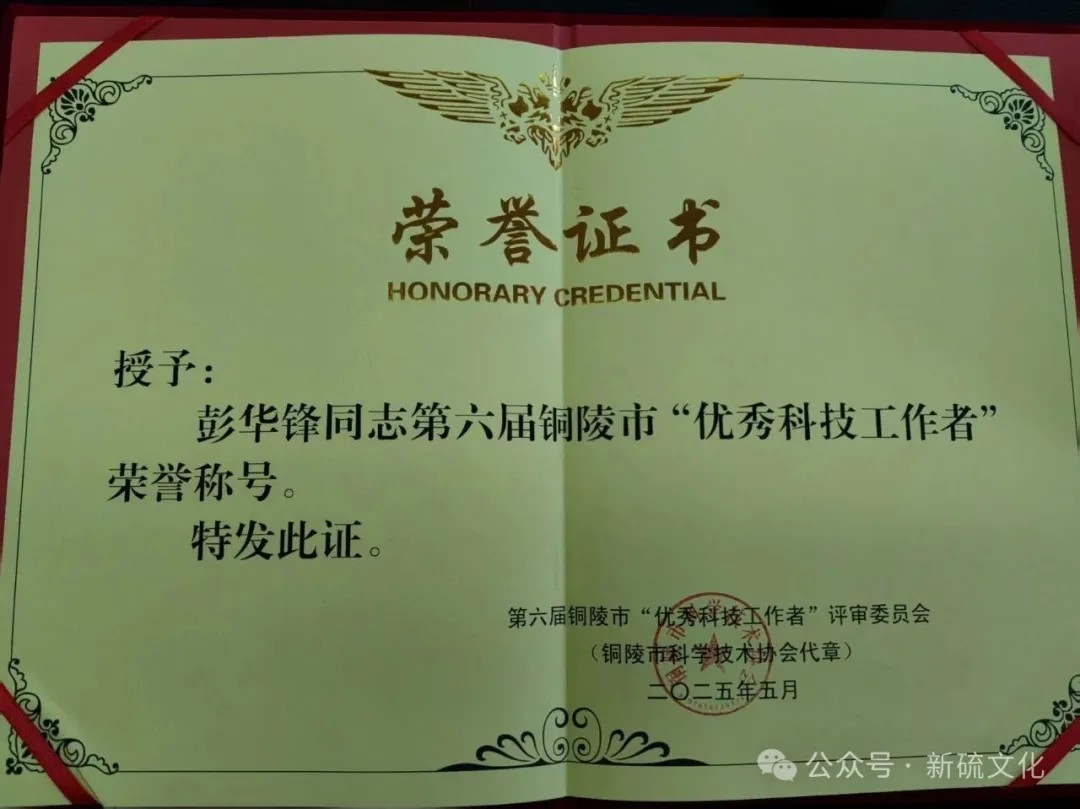 荣誉证书
HONORARY CREDENTIAL
授予：
彭华锋同志第六届铜陵市“优秀科技工作者”
荣誉称号。
特发此证。
第六届铜陵市“优秀科技工作者”评审委员会
（铜陵市科学技术协会代章）
二〇二五年五月
公众号·新硫文化